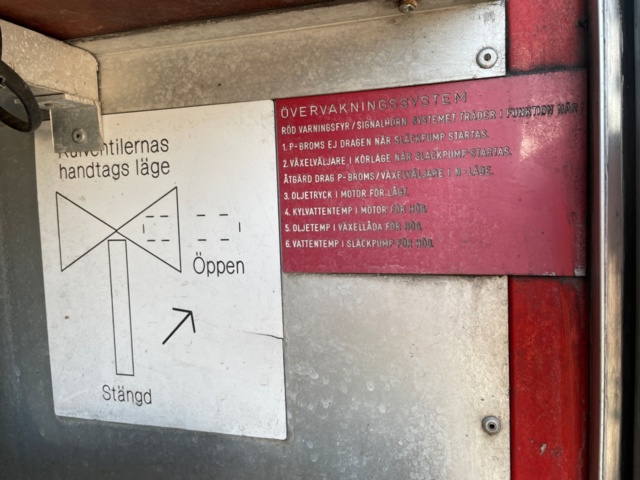 Kulventilernas
handtags läge
Öppen
Stängd
ÖVERVAKNINGSSYSTEM
RÖD VARNINGSFYR/SIGNALHORN SYSTEMET TRÄDER I FUNKTION NÄR
1. P-BROMS EJ DRAGEN NÄR SLÄCKPUMP STARTAS.
2. VÄXELVÄLJARE I KÖRLÄGE NÄR SLÄCKPUMP STARTAS.
ÅTGÄRD DRAG P-BROMS/VÄXELVÄLJARE I N-LÄGE.
3. OLJETRYCK I MOTOR FÖR LÅGT.
4. KYLVATTENTEMP I MOTOR FÖR HÖG.
5. OLJETEMP I VÄXELLÅDA FÖR HÖG.
6. VATTENTEMP I SLÄCKPUMP FÖR HÖG.